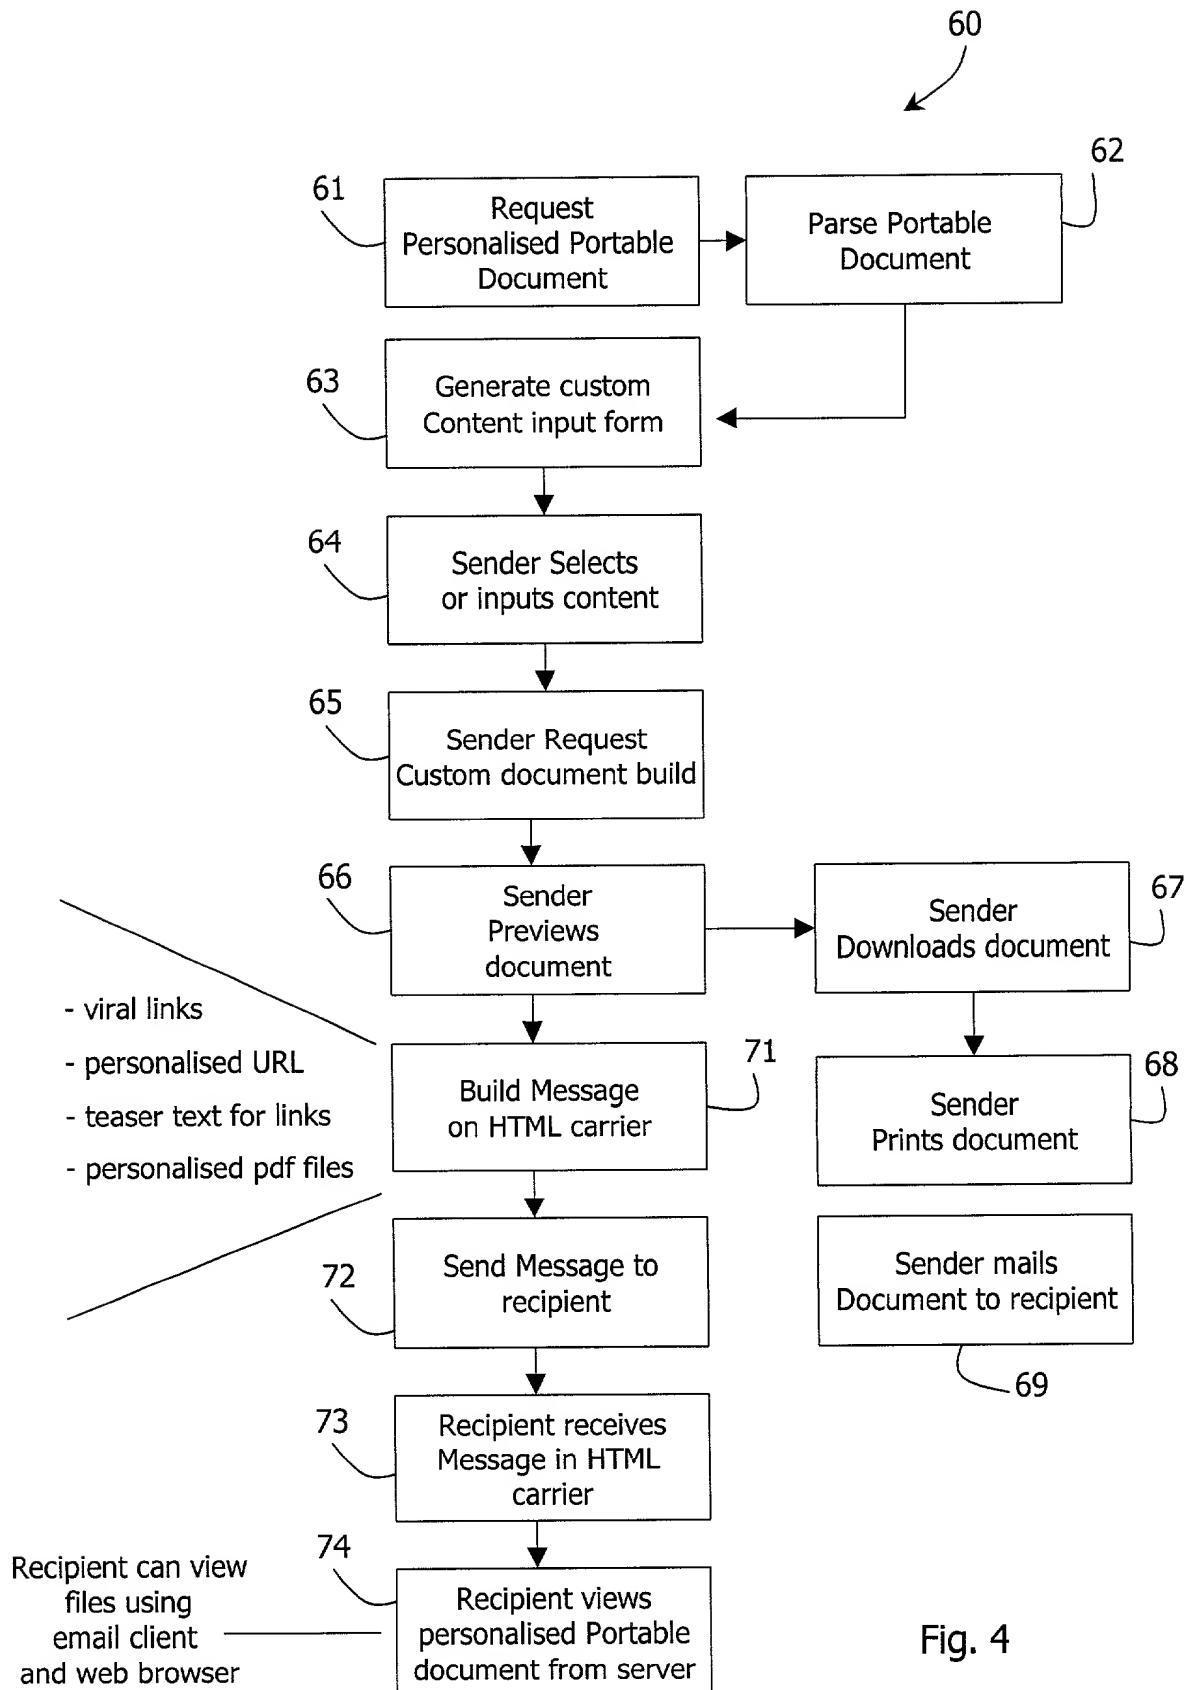 60
61
Request
Personalised Portable
Document
62
Parse Portable
Document
63
Generate custom
Content input form
64
Sender Selects
or inputs content
65
Sender Request
Custom document build
66
Sender
Previews
document
67
Sender
Downloads document
- viral links
- personalised URL
- teaser text for links
- personalised pdf files
71
Build Message
on HTML carrier
68
Sender
Prints document
72
Send Message to
recipient
Sender mails
Document to recipient
69
73
Recipient receives
Message in HTML
carrier
74
Recipient can view
files using
email client
and web browser
Recipient views
personalised Portable
document from server
Fig. 4